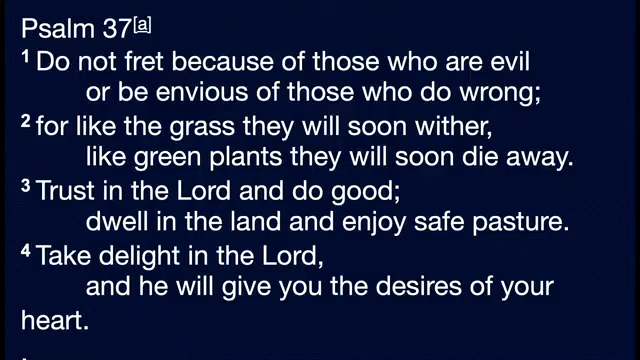 Psalm 37[a]
1 Do not fret because of those who are evil
or be envious of those who do wrong;
2 for like the grass they will soon wither,
like green plants they will soon die away.
3 Trust in the Lord and do good;
dwell in the land and enjoy safe pasture.
4 Take delight in the Lord,
and he will give you the desires of your
heart.